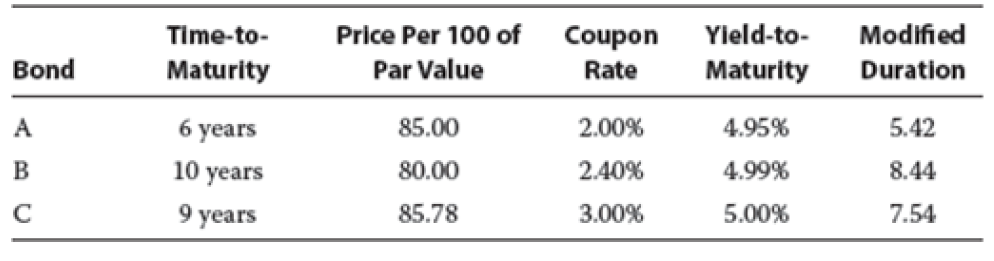 Time-to- Price Per 100 of Coupon Yield-to- Modified
Bond Maturity Par Value Rate Maturity Duration
A 6 years 85.00 2.00% 4.95% 5.42
B 10 years 80.00 2.40% 4.99% 8.44
C 9 years 85.78 3.00% 5.00% 7.54